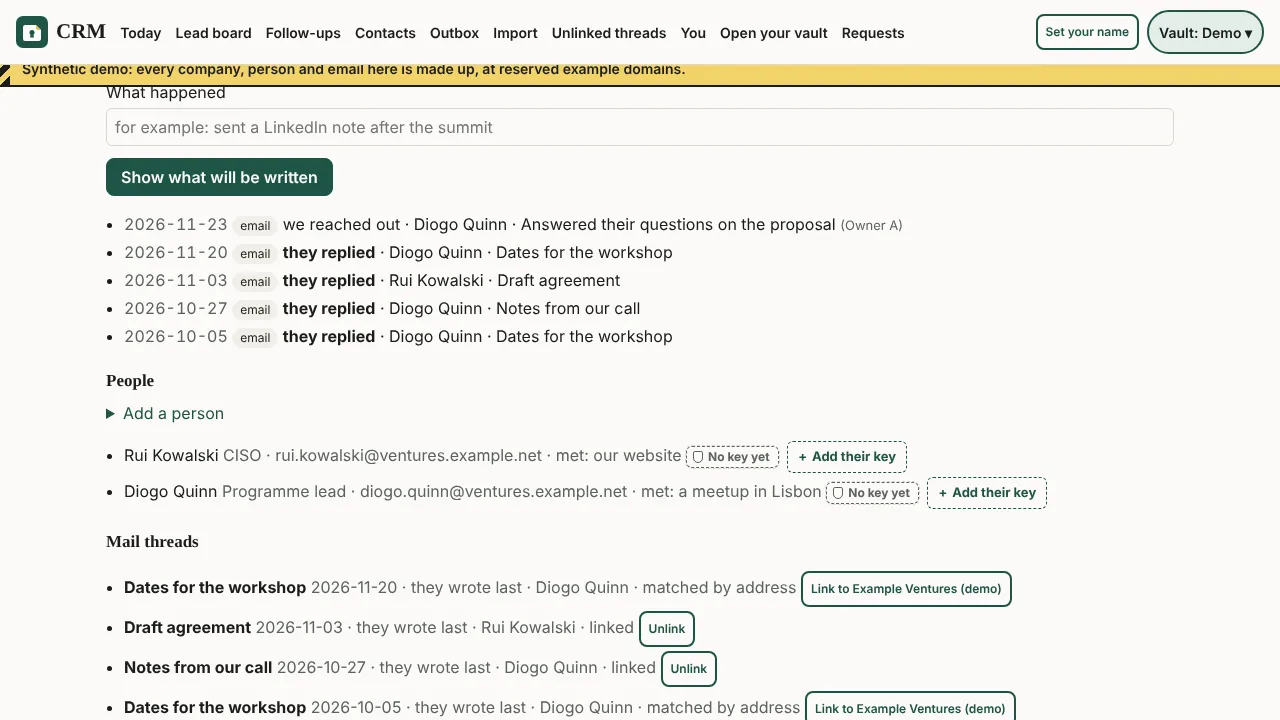 CRM Today Lead board Follow-ups Contacts Outbox Import Unlinked threads You Open your vault Requests Set your name Vault: Demo ▾
Synthetic demo: every company, person and email here is made up, at reserved example domains.
What happened
for example: sent a LinkedIn note after the summit
Show what will be written
• 2026-11-23 email we reached out · Diogo Quinn · Answered their questions on the proposal (Owner A)
• 2026-11-20 email they replied · Diogo Quinn · Dates for the workshop
• 2026-11-03 email they replied · Rui Kowalski · Draft agreement
• 2026-10-27 email they replied · Diogo Quinn · Notes from our call
• 2026-10-05 email they replied · Diogo Quinn · Dates for the workshop
People
▶ Add a person
• Rui Kowalski CISO · rui.kowalski@ventures.example.net · met: our website No key yet + Add their key
• Diogo Quinn Programme lead · diogo.quinn@ventures.example.net · met: a meetup in Lisbon No key yet + Add their key
Mail threads
• Dates for the workshop 2026-11-20 · they wrote last · Diogo Quinn · matched by address Link to Example Ventures (demo)
• Draft agreement 2026-11-03 · they wrote last · Rui Kowalski · linked Unlink
• Notes from our call 2026-10-27 · they wrote last · Diogo Quinn · linked Unlink
• Dates for the workshop 2026-10-05 · they wrote last · Diogo Quinn · matched by address Link to Example Ventures (demo)